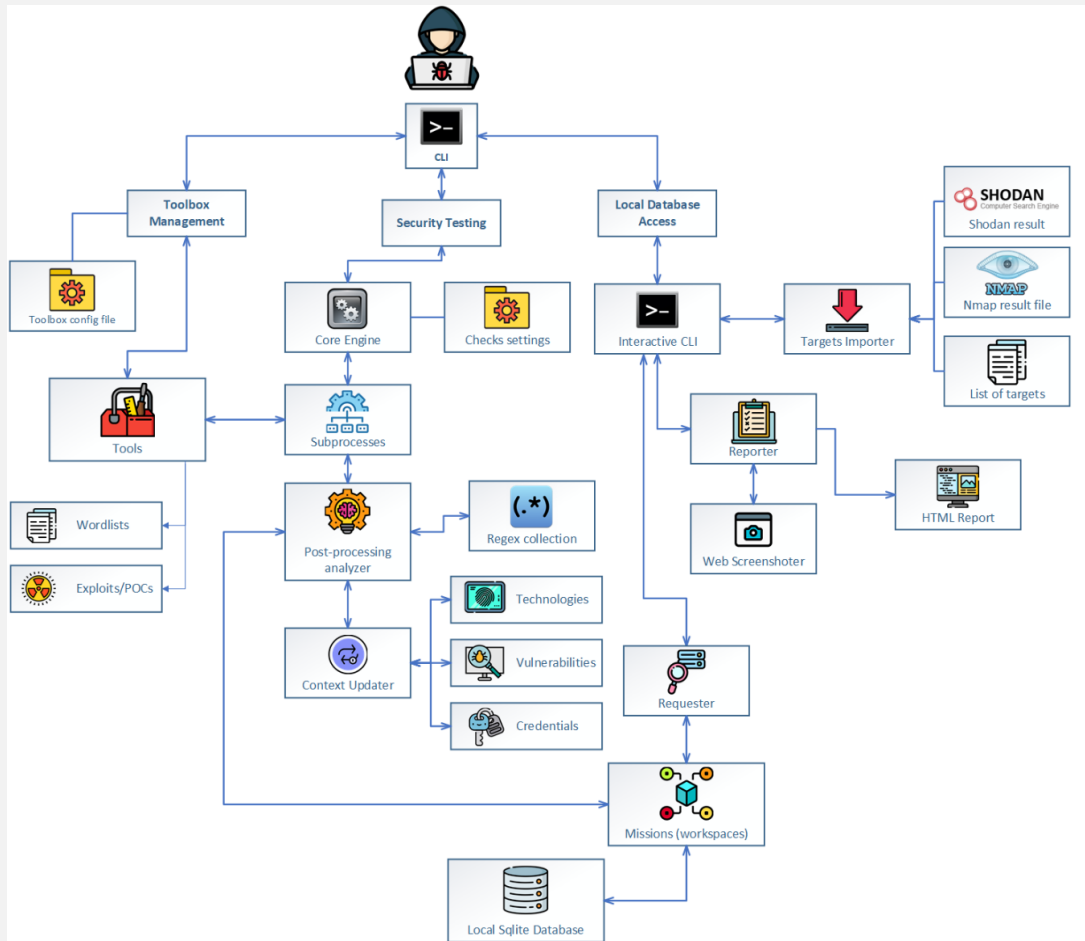 >-
CLI
Toolbox
Management
Security Testing
Local Database
Access
SHODAN
Computer Search Engine
Shodan result
Toolbox config file
Core Engine
Checks settings
>-
Interactive CLI
Targets Importer
NMAP
Nmap result file
List of targets
Tools
Subprocesses
Reporter
HTML Report
Wordlists
Exploits/POCs
Post-processing
analyzer
(.*)
Regex collection
Web Screenshoter
Context Updater
Technologies
Vulnerabilities
Credentials
Requester
Missions (workspaces)
Local Sqlite Database